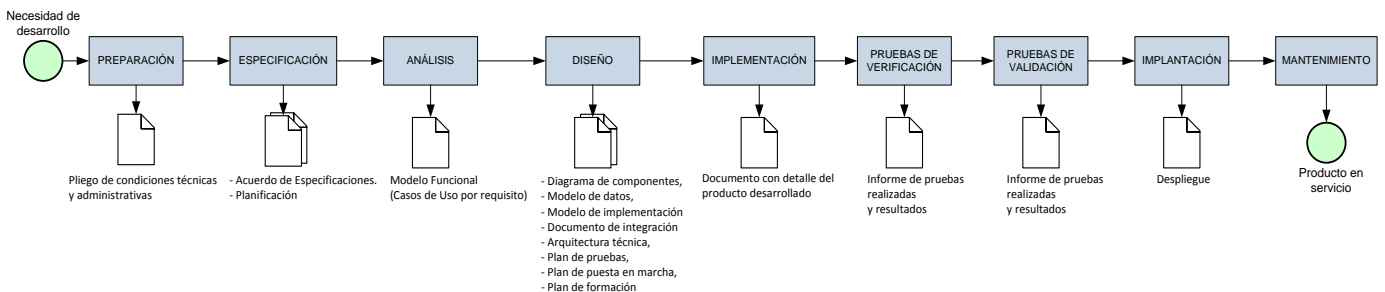 Necesidad de
desarrollo
PREPARACIÓN
ESPECIFICACIÓN
ANÁLISIS
DISEÑO
IMPLEMENTACIÓN
PRUEBAS DE
VERIFICACIÓN
PRUEBAS DE
VALIDACIÓN
IMPLANTACIÓN
MANTENIMIENTO
Pliego de condiciones técnicas
y administrativas
- Acuerdo de Especificaciones.
- Planificación
Modelo Funcional
(Casos de Uso por requisito)
- Diagrama de componentes,
- Modelo de datos,
- Modelo de implementación
- Documento de integración
- Arquitectura técnica,
- Plan de pruebas,
- Plan de puesta en marcha,
- Plan de formación
Documento con detalle del
producto desarrollado
Informe de pruebas
realizadas
y resultados
Informe de pruebas
realizadas
y resultados
Despliegue
Producto en
servicio